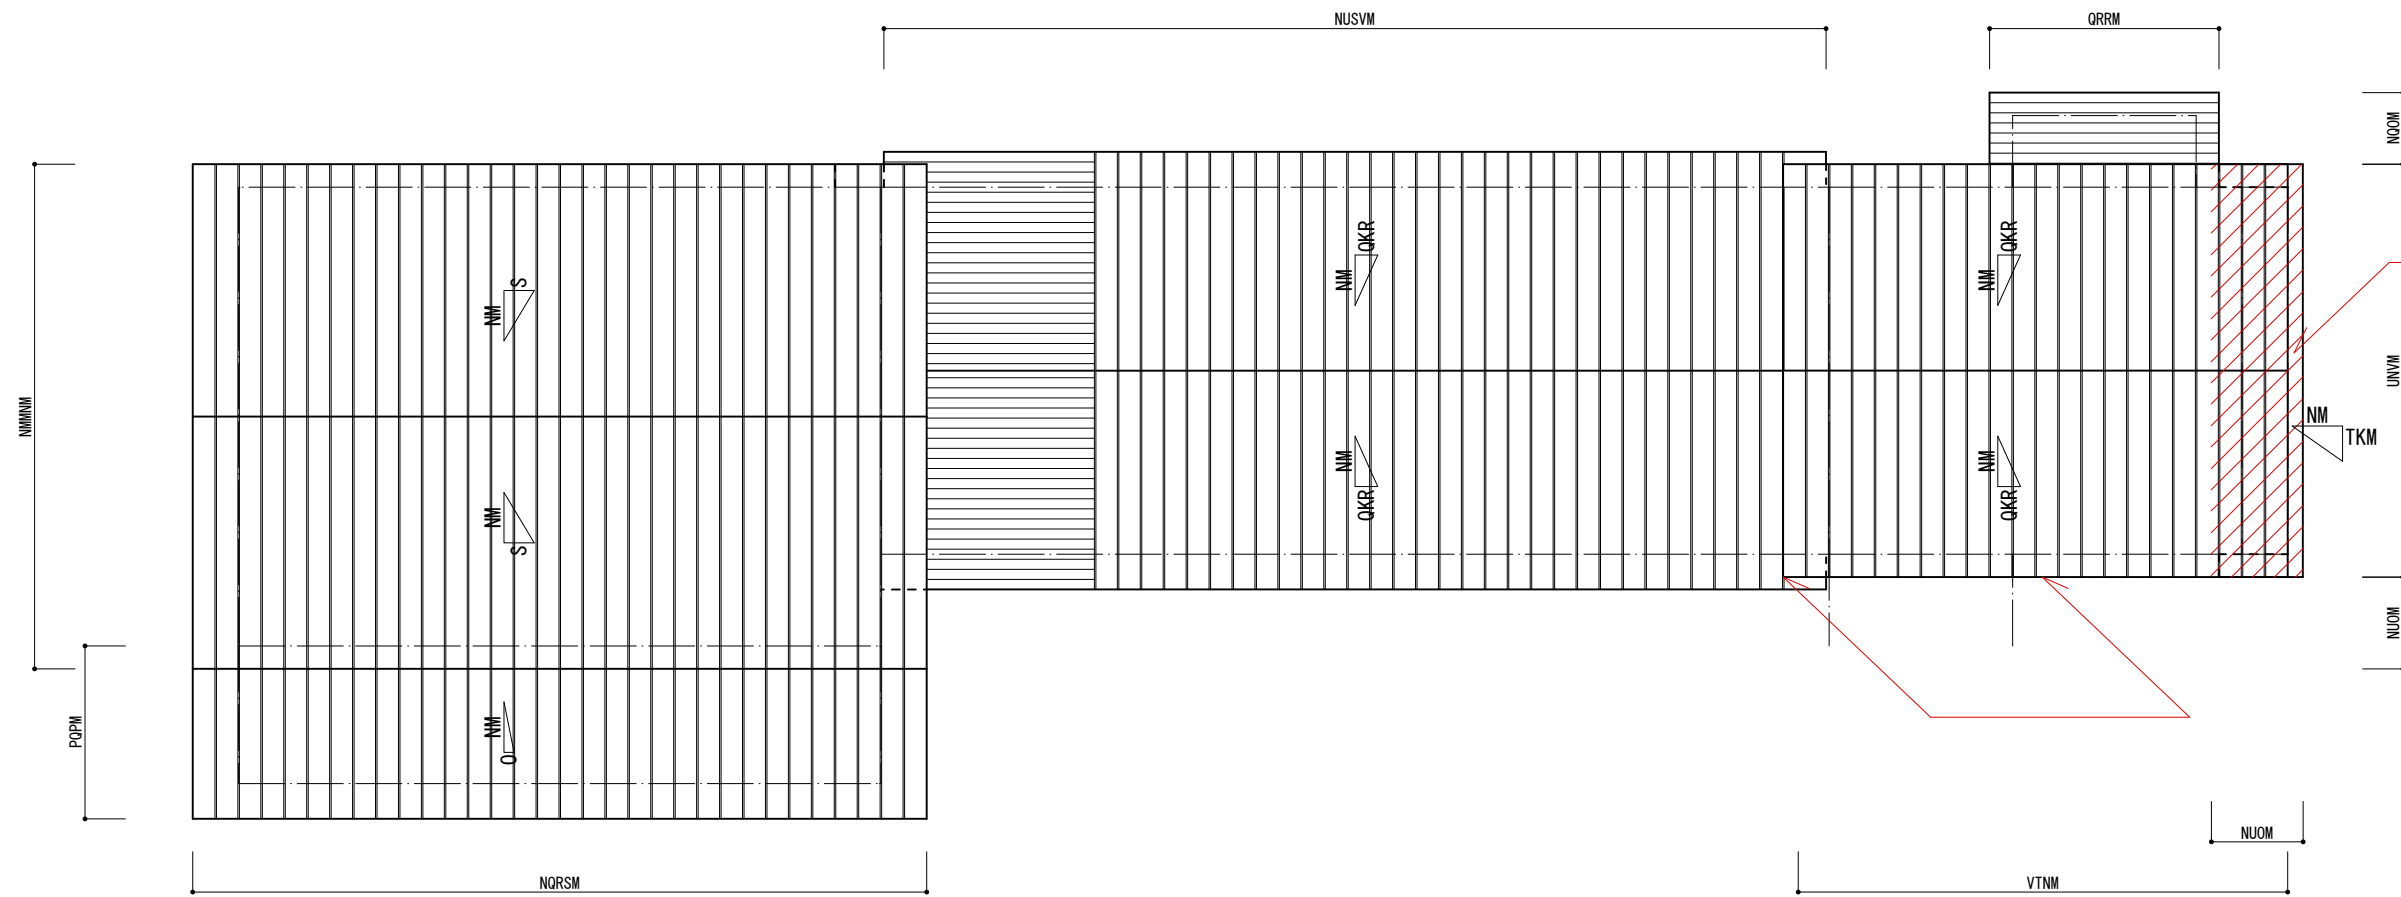 NUSVM
QRRM
NQOM
QKR
NM
QKR
NM
S
NM
UNVM
NMMNM
NM
TKM
NM
QKR
NM
QKR
NM
S
NUOM
PQPM
NM
O
NUOM
NQRSM
VTNM